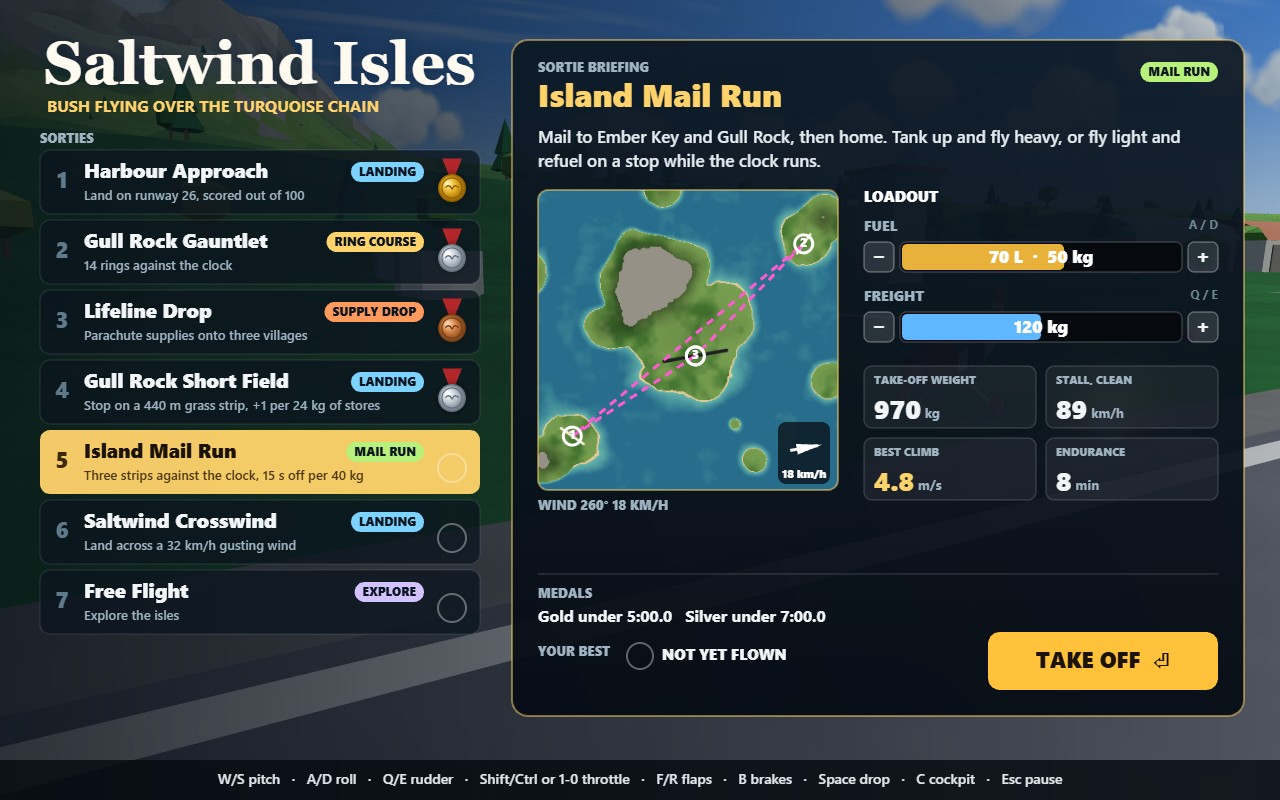 Saltwind Isles
BUSH FLYING OVER THE TURQUOISE CHAIN
SORTIES
1 Harbour Approach LANDING
Land on runway 26, scored out of 100
2 Gull Rock Gauntlet RING COURSE
14 rings against the clock
3 Lifeline Drop SUPPLY DROP
Parachute supplies onto three villages
4 Gull Rock Short Field LANDING
Stop on a 440 m grass strip, +1 per 24 kg of stores
5 Island Mail Run MAIL RUN
Three strips against the clock, 15 s off per 40 kg
6 Saltwind Crosswind LANDING
Land across a 32 km/h gusting wind
7 Free Flight EXPLORE
Explore the isles
SORTIE BRIEFING
MAIL RUN
Island Mail Run
Mail to Ember Key and Gull Rock, then home. Tank up and fly heavy, or fly light and
refuel on a stop while the clock runs.
2
3
1
18 km/h
WIND 260° 18 KM/H
LOADOUT
FUEL A / D
− 70 L · 50 kg +
FREIGHT Q / E
− 120 kg +
TAKE-OFF WEIGHT
970 kg
STALL, CLEAN
89 km/h
BEST CLIMB
4.8 m/s
ENDURANCE
8 min
MEDALS
Gold under 5:00.0 Silver under 7:00.0
YOUR BEST NOT YET FLOWN
TAKE OFF ⏎
W/S pitch · A/D roll · Q/E rudder · Shift/Ctrl or 1-0 throttle · F/R flaps · B brakes · Space drop · C cockpit · Esc pause